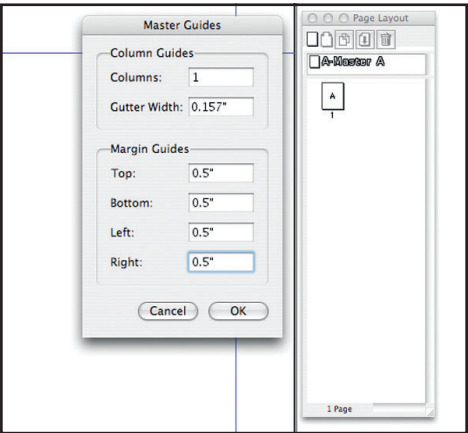 Master Guides
Column Guides
Columns: 1
Gutter Width: 0.157"
Margin Guides
Top: 0.5"
Bottom: 0.5"
Left: 0.5"
Right: 0.5"
Cancel OK
Page Layout
A-Master A
A
1
1 Page